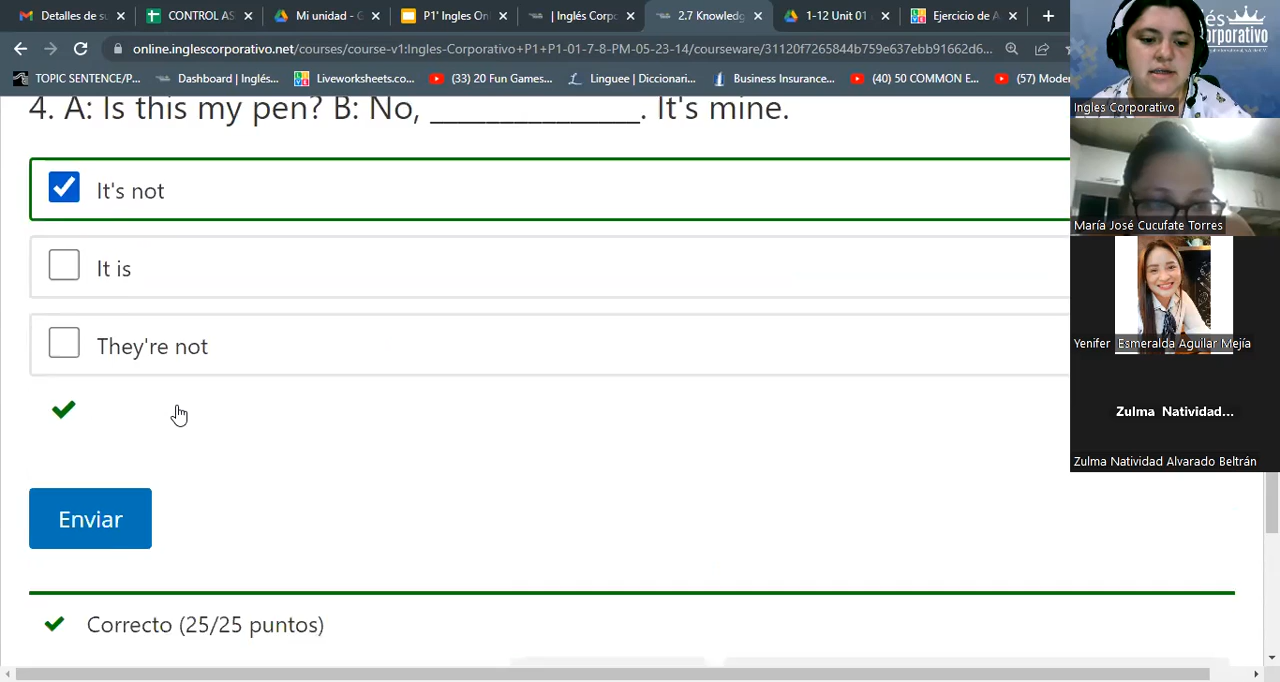 Detalles de su
CONTROL AS
Mi unidad - G
P1' Ingles On
| Inglés Corp
2.7 Knowledg
1-12 Unit 01
Ejercicio de A
online.inglescorporativo.net/courses/course-v1:Ingles-Corporativo+P1+P1-01-7-8-PM-05-23-14/courseware/31120f7265844b759e637ebb91662d6...
TOPIC SENTENCE/P...
Dashboard | Inglés...
Liveworksheets.co...
(33) 20 Fun Games...
Linguee | Diccionari...
Business Insurance...
(40) 50 COMMON E...
(57) Moder
4. A: Is this my pen? B: No, _______________. It's mine.
It's not
It is
They're not
Enviar
Correcto (25/25 puntos)
Ingles Corporativo
María José Cucufate Torres
Yenifer Esmeralda Aguilar Mejía
Zulma Natividad...
Zulma Natividad Alvarado Beltrán